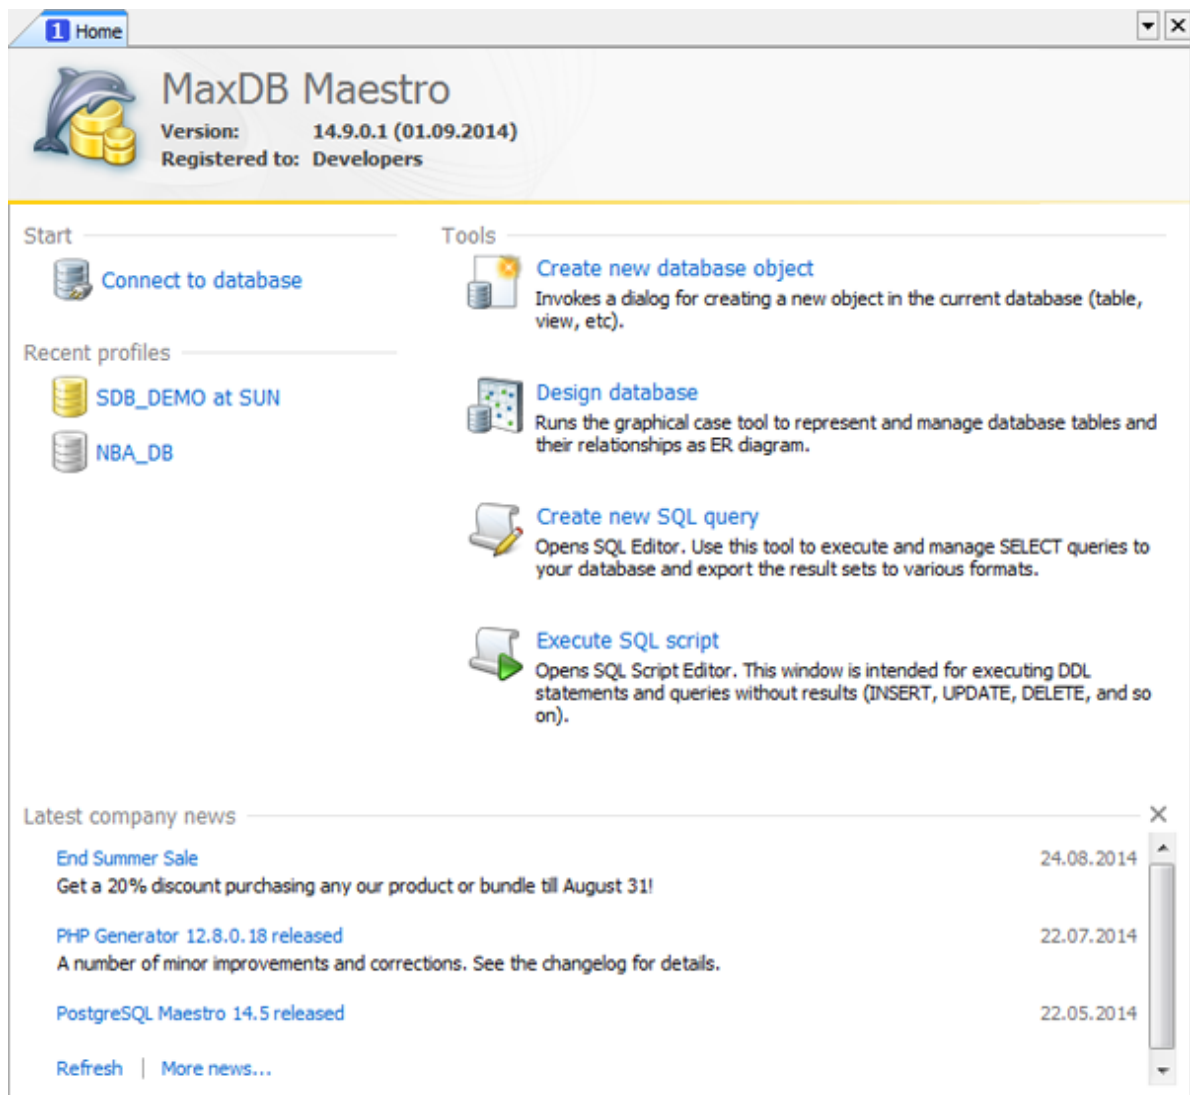 1 Home
MaxDB Maestro
Version: 14.9.0.1 (01.09.2014)
Registered to: Developers
Start
Connect to database
Recent profiles
SDB_DEMO at SUN
NBA_DB
Tools
Create new database object
Invokes a dialog for creating a new object in the current database (table,
view, etc).
Design database
Runs the graphical case tool to represent and manage database tables and
their relationships as ER diagram.
Create new SQL query
Opens SQL Editor. Use this tool to execute and manage SELECT queries to
your database and export the result sets to various formats.
Execute SQL script
Opens SQL Script Editor. This window is intended for executing DDL
statements and queries without results (INSERT, UPDATE, DELETE, and so
on).
Latest company news
End Summer Sale 24.08.2014
Get a 20% discount purchasing any our product or bundle till August 31!
PHP Generator 12.8.0.18 released 22.07.2014
A number of minor improvements and corrections. See the changelog for details.
PostgreSQL Maestro 14.5 released 22.05.2014
Refresh | More news...